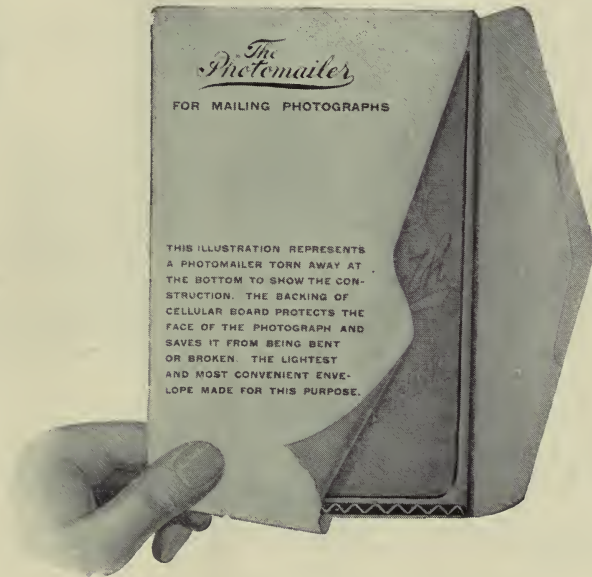 The
Photomailer
FOR MAILING PHOTOGRAPHS
THIS ILLUSTRATION REPRESENTS
A PHOTOMAILER TORN AWAY AT
THE BOTTOM TO SHOW THE CON-
STRUCTION. THE BACKING OF
CELLULAR BOARD PROTECTS THE
FACE OF THE PHOTOGRAPH AND
SAVES IT FROM BEING BENT
OR BROKEN. THE LIGHTEST
AND MOST CONVENIENT ENVE-
LOPE MADE FOR THIS PURPOSE.